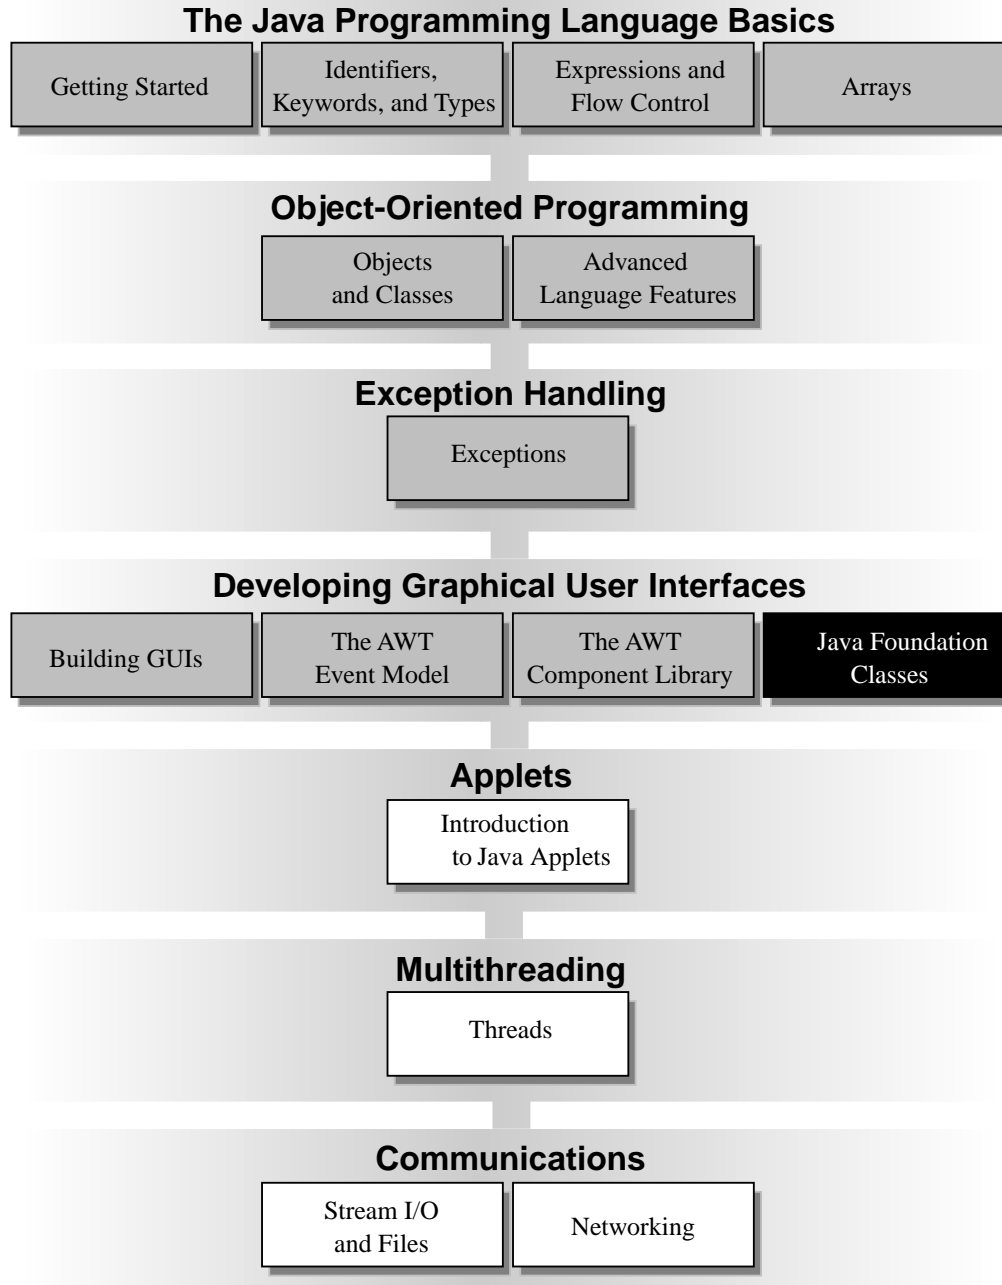 The Java Programming Language Basics
Getting Started
Identifiers,
Keywords, and Types
Expressions and
Flow Control
Arrays
Object-Oriented Programming
Objects
and Classes
Advanced
Language Features
Exception Handling
Exceptions
Developing Graphical User Interfaces
Building GUIs
The AWT
Event Model
The AWT
Component Library
Java Foundation
Classes
Applets
Introduction
to Java Applets
Multithreading
Threads
Communications
Stream I/O
and Files
Networking